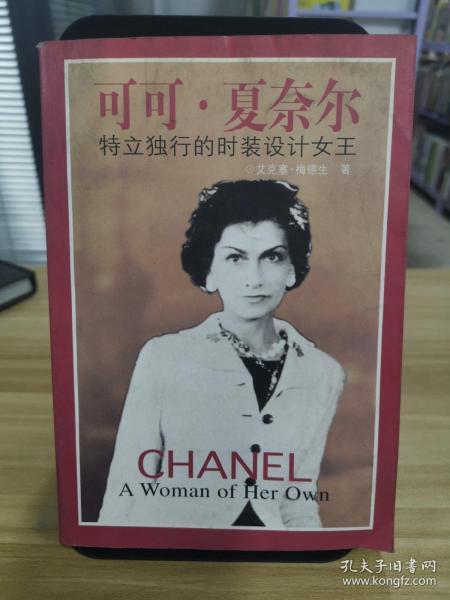 可可·夏奈尔
特立独行的时装设计女王
⊙艾克塞·梅德生 著
CHANEL
A Woman of Her Own
孔夫子旧书网
www.kongfz.com